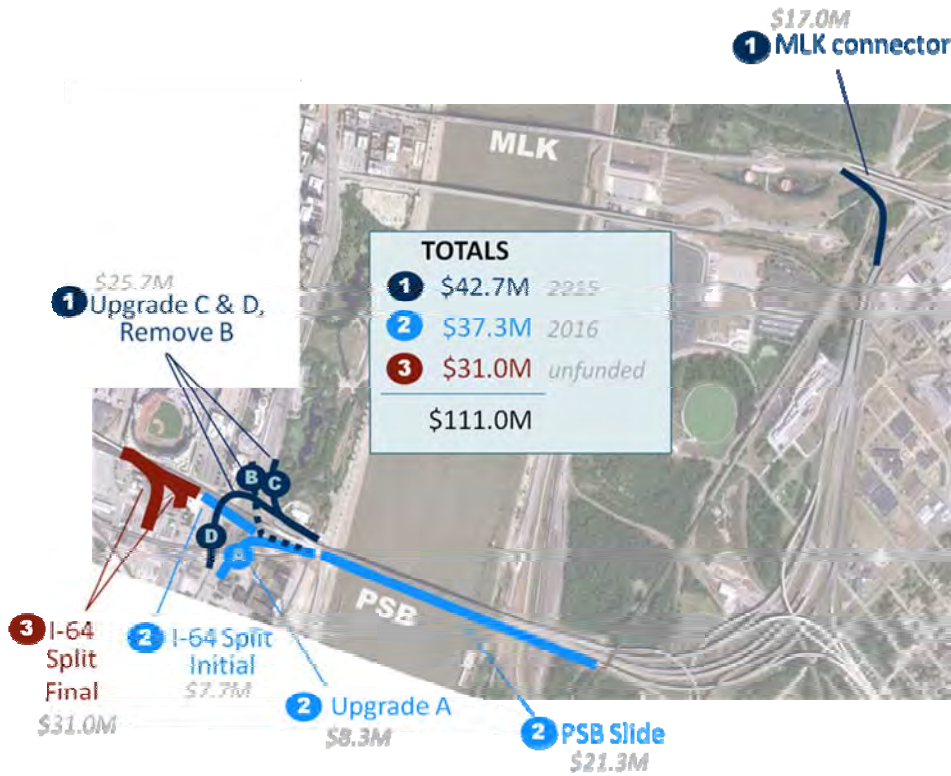 $17.0M
1 MLK connector
MLK
TOTALS
1 $42.7M 2015
2 $37.3M 2016
3 $31.0M unfunded
$111.0M
$25.7M
1 Upgrade C & D,
Remove B
B
C
D
A
PSB
3 I-64
Split
Final
$31.0M
2 I-64 Split
Initial
$7.7M
2 Upgrade A
$8.3M
2 PSB Slide
$21.3M